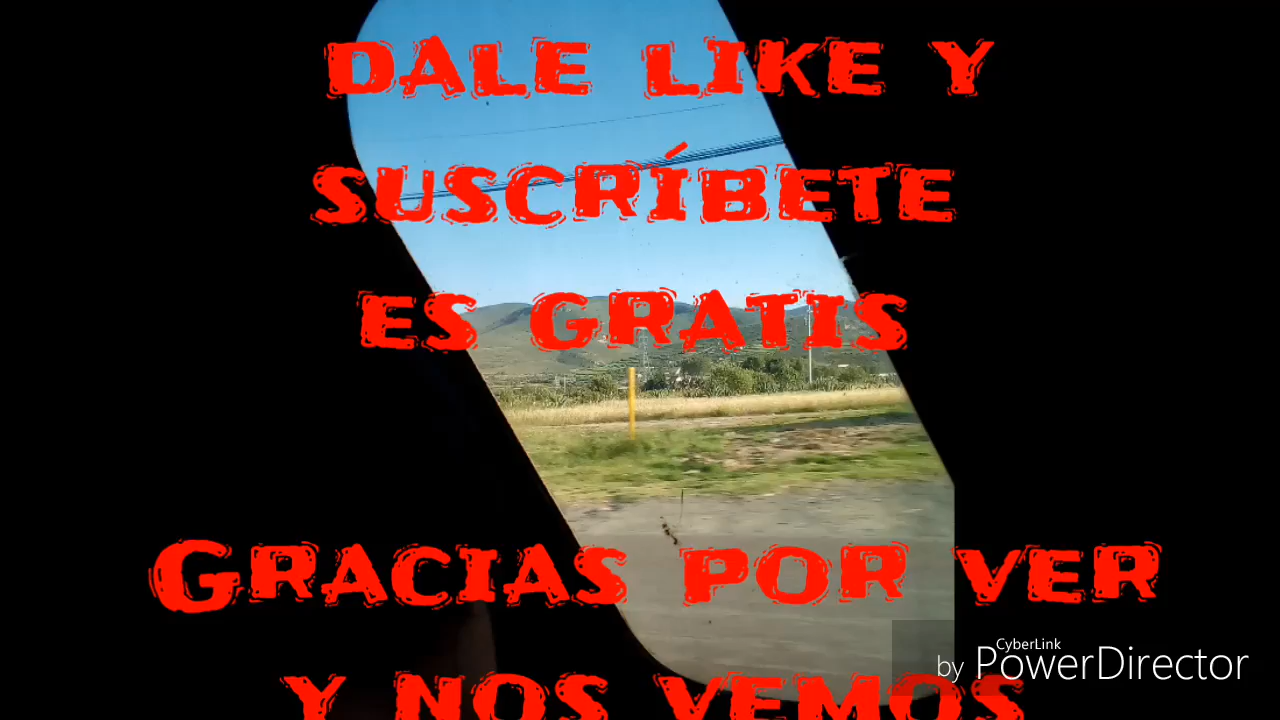 DALE LIKE Y
SUSCRÍBETE
ES GRATIS
GRACIAS POR VER
Y NOS VEMOS
CyberLink
by PowerDirector